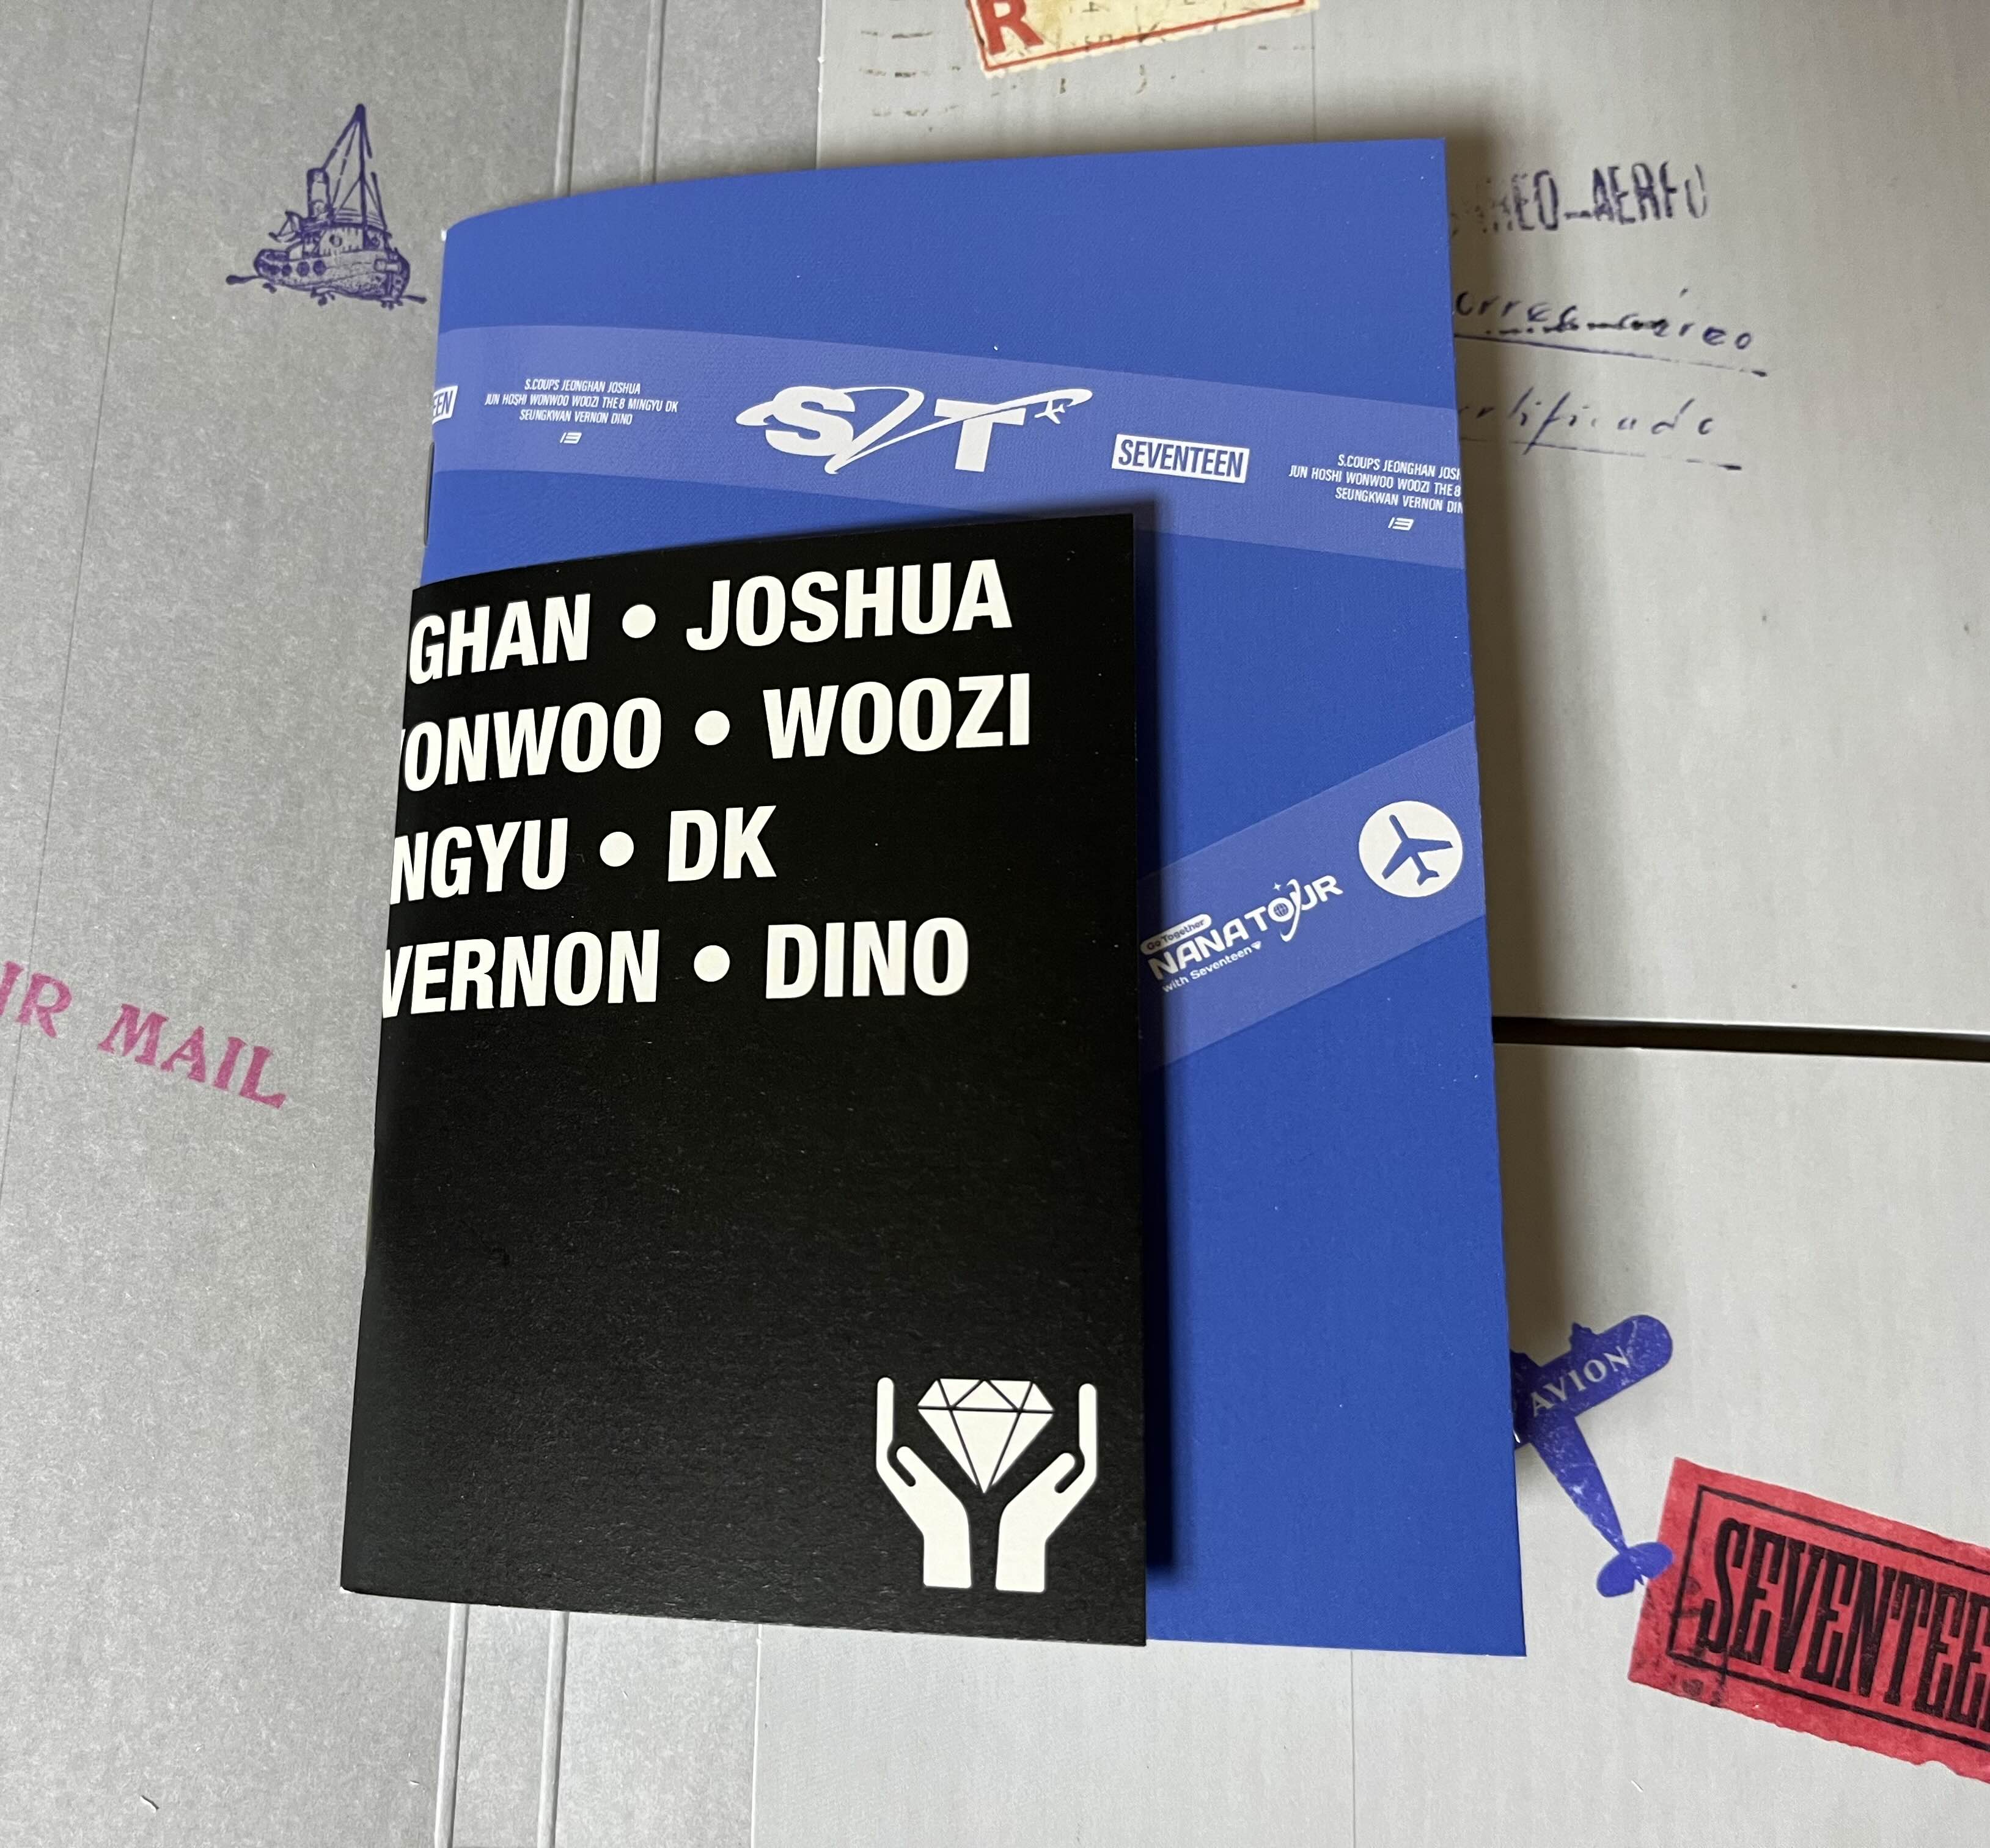 R
AEREO
correo aéreo
S.COUPS JEONGHAN JOSHUA
JUN HOSHI WONWOO WOOZI THE 8 MINGYU DK
SEUNGKWAN VERNON DINO
13
SVT
SEVENTEEN
S.COUPS JEONGHAN JOSH
JUN HOSHI WONWOO WOOZI THE 8
SEUNGKWAN VERNON DIN
13
GHAN • JOSHUA
ONWOO • WOOZI
NGYU • DK
VERNON • DINO
Go Together
NANA TOUR
with Seventeen
IR MAIL
AVION
SEVENTEE